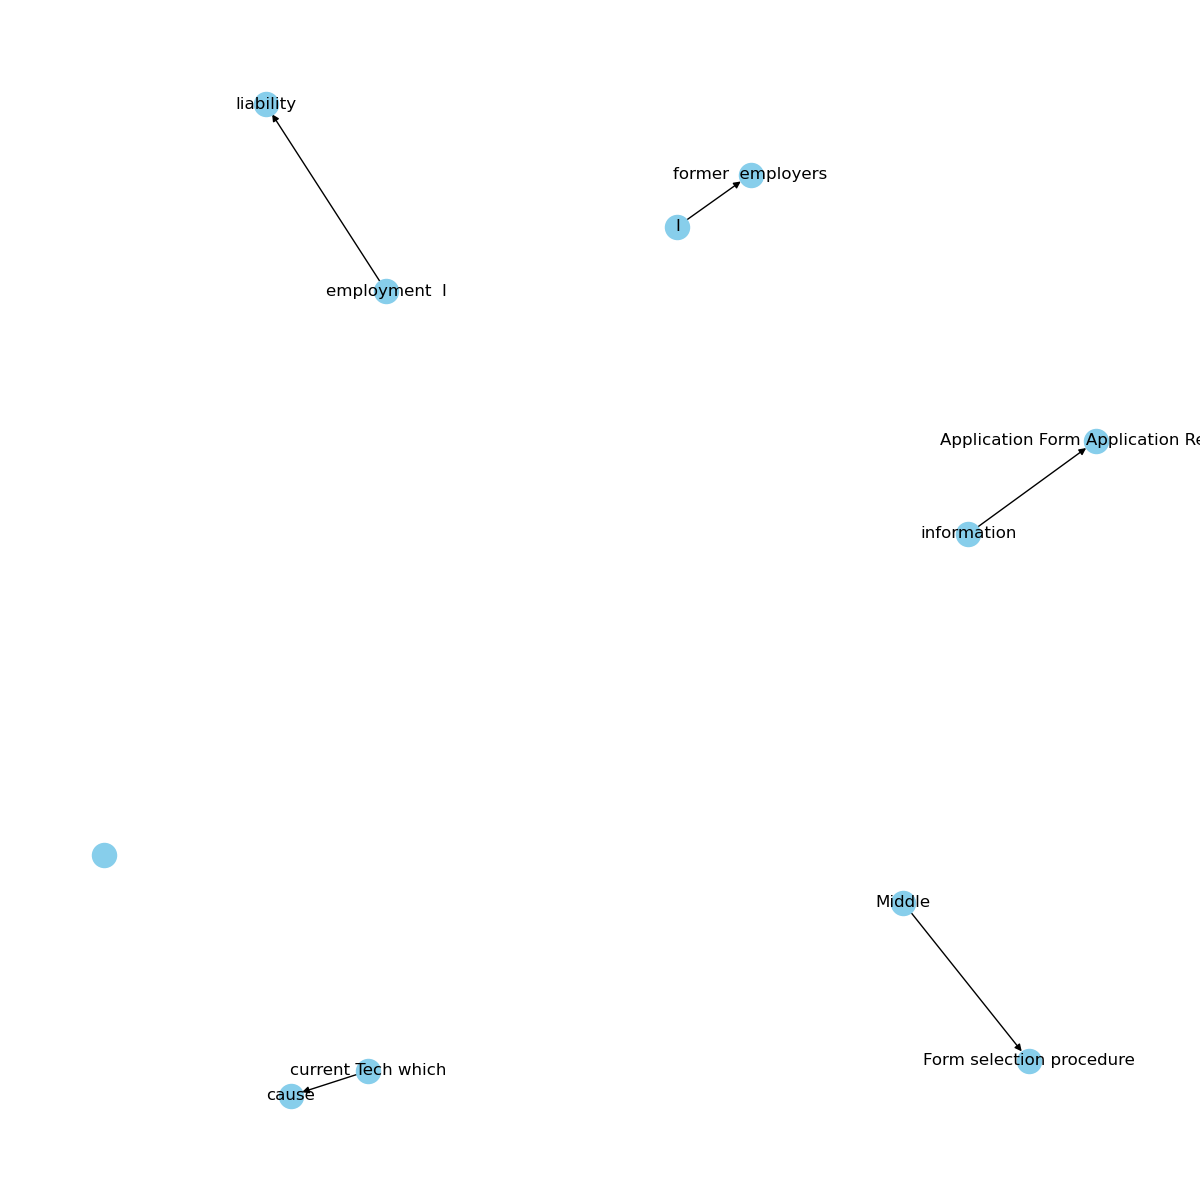 liability
former  employers
I
employment  I
Application Form Application Re
information
Middle
Form selection procedure
current Tech which
cause